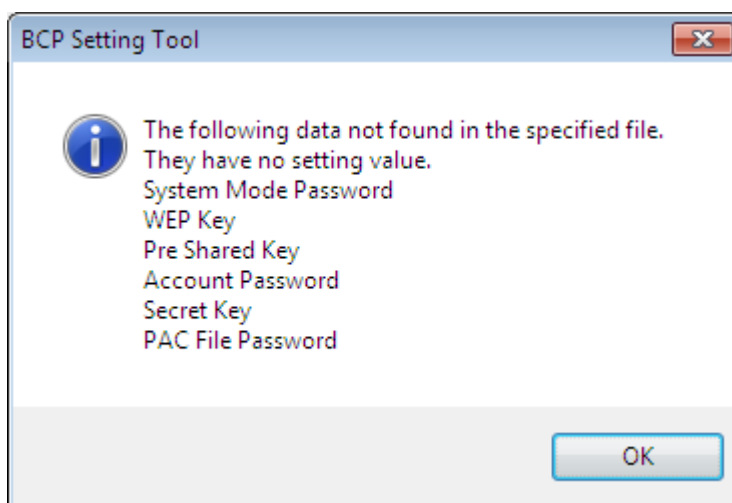 BCP Setting Tool
The following data not found in the specified file.
They have no setting value.
System Mode Password
WEP Key
Pre Shared Key
Account Password
Secret Key
PAC File Password
OK